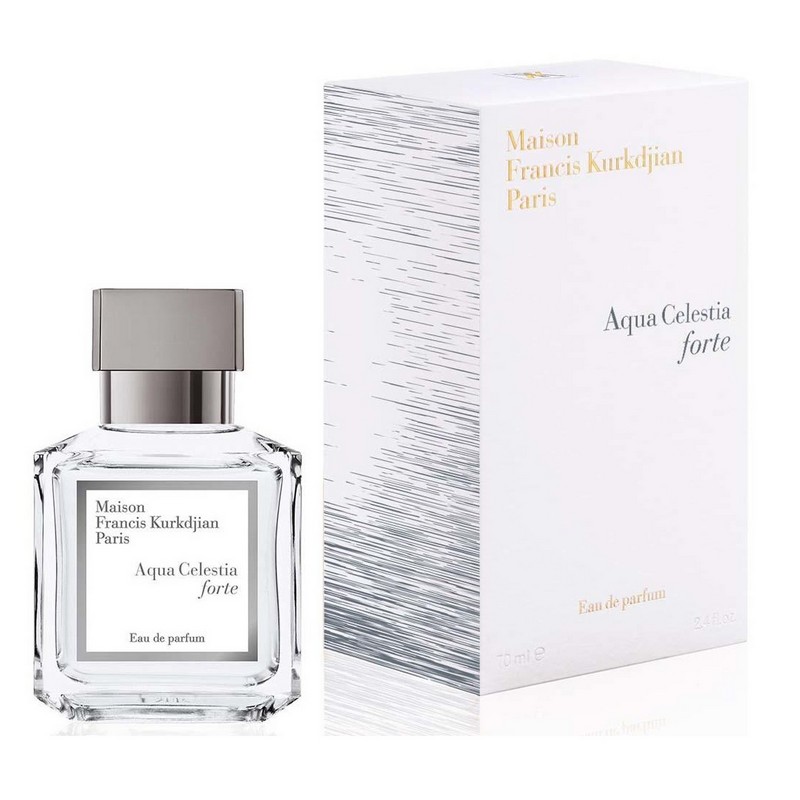 Maison
Francis Kurkdjian
Paris
Aqua Celestia
forte
Eau de parfum
70 ml e
2.4 fl.oz
Maison
Francis Kurkdjian
Paris
Aqua Celestia
forte
Eau de parfum